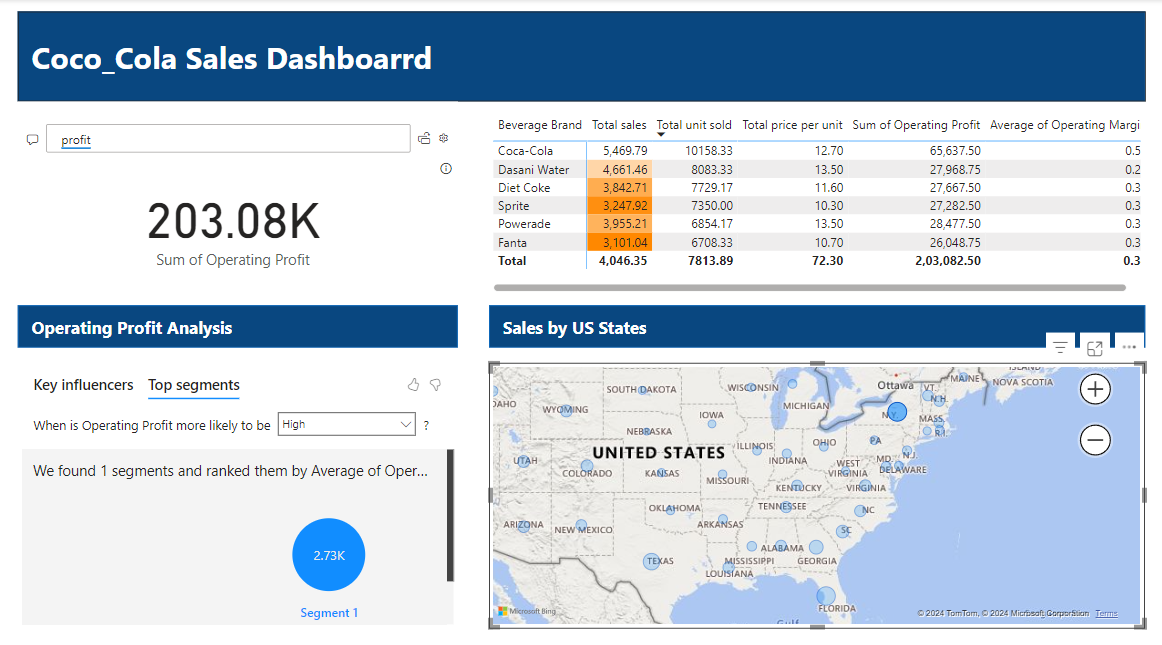 Coco_Cola Sales Dashboarrd
profit
203.08K
Sum of Operating Profit
Beverage Brand Total sales Total unit sold Total price per unit Sum of Operating Profit Average of Operating Margi
Coca-Cola 5,469.79 10158.33 12.70 65,637.50 0.5
Dasani Water 4,661.46 8083.33 13.50 27,968.75 0.2
Diet Coke 3,842.71 7729.17 11.60 27,667.50 0.3
Sprite 3,247.92 7350.00 10.30 27,282.50 0.3
Powerade 3,955.21 6854.17 13.50 28,477.50 0.3
Fanta 3,101.04 6708.33 10.70 26,048.75 0.3
Total 4,046.35 7813.89 72.30 2,03,082.50 0.3
Operating Profit Analysis
Key influencers Top segments
When is Operating Profit more likely to be High ?
We found 1 segments and ranked them by Average of Oper...
2.73K
Segment 1
Sales by US States
Ottawa VT. MAINE NOVA SCOTIA
SOUTH DAKOTA WISCONSIN
DAHO WYOMING MICHIGAN N.H.
IOWA N.Y. MASS.
NEBRASKA R.I.
UNITED STATES ILLINOIS OHIO PA
UTAH INDIANA MD. N.J.
COLORADO KANSAS MISSOURI WEST VIRGINIA DELAWARE
KENTUCKY VIRGINIA
OKLAHOMA TENNESSEE NC
ARIZONA NEW MEXICO ARKANSAS SC
ALABAMA
TEXAS MISSISSIPPI GEORGIA
LOUISIANA
FLORIDA
Microsoft Bing © 2024 TomTom, © 2024 Microsoft Corporation Terms